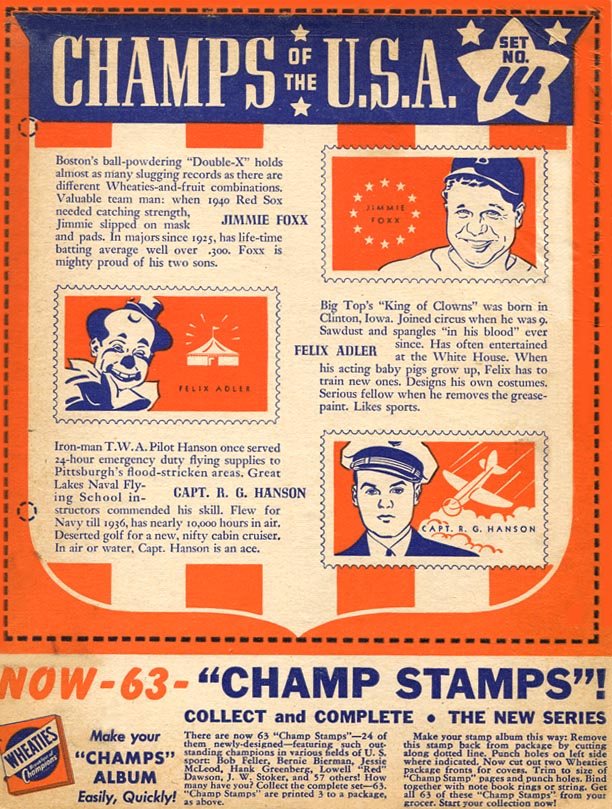 CHAMPS OF THE U.S.A.
SET NO. 14
Boston's ball-powdering "Double-X" holds
almost as many slugging records as there are
different Wheaties-and-fruit combinations.
Valuable team man: when 1940 Red Sox
needed catching strength,
Jimmie slipped on mask
and pads. In majors since 1925, has life-time
batting average well over .300. Foxx is
mighty proud of his two sons.
JIMMIE FOXX
JIMMIE
FOXX
B
FELIX ADLER
Big Top's "King of Clowns" was born in
Clinton, Iowa. Joined circus when he was 9.
Sawdust and spangles "in his blood" ever
since. Has often entertained
at the White House. When
his acting baby pigs grow up, Felix has to
train new ones. Designs his own costumes.
Serious fellow when he removes the grease-
paint. Likes sports.
FELIX ADLER
Iron-man T.W.A. Pilot Hanson once served
24-hour emergency duty flying supplies to
Pittsburgh's flood-stricken areas. Great
Lakes Naval Fly-
ing School in-
structors commended his skill. Flew for
Navy till 1936, has nearly 10,000 hours in air.
Deserted golf for a new, nifty cabin cruiser.
In air or water, Capt. Hanson is an ace.
CAPT. R. G. HANSON
CAPT. R. G. HANSON
NOW-63-"CHAMP STAMPS"!
COLLECT and COMPLETE • THE NEW SERIES
WHEATIES
Breakfast of Champions
Make your
"CHAMPS"
ALBUM
Easily, Quickly!
There are now 63 "Champ Stamps"—24 of
them newly-designed—featuring such out-
standing champions in various fields of U. S.
sport: Bob Feller, Bernie Bierman, Jessie
McLeod, Hank Greenberg, Lowell "Red"
Dawson, J. W. Stoker, and 57 others! How
many have you? Collect the complete set—63.
"Champ Stamps" are printed 3 to a package,
as above.
Make your stamp album this way: Remove
this stamp back from package by cutting
along dotted line. Punch holes on left side
where indicated. Now cut out two Wheaties
package fronts for covers. Trim to size of
"Champ Stamp" pages and punch holes. Bind
together with note book rings or string. Get
all 63 of these "Champ Stamps" from your
grocer. Start your collection now!